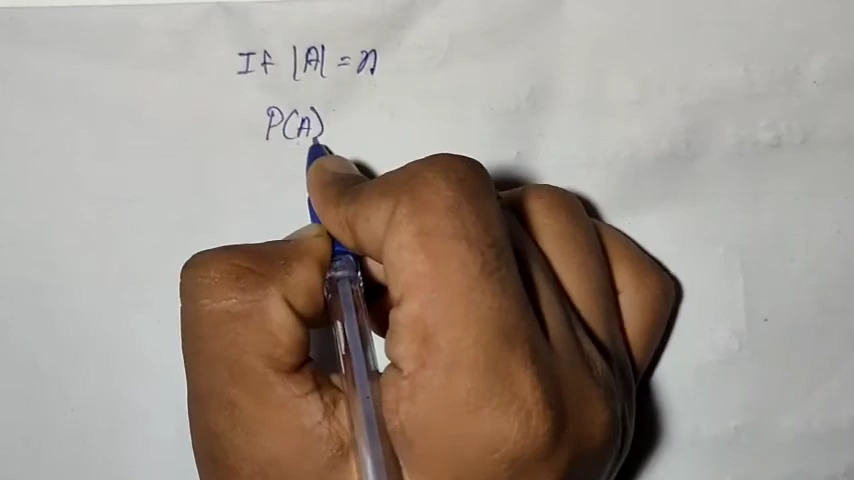 If |A| = n
P(A)